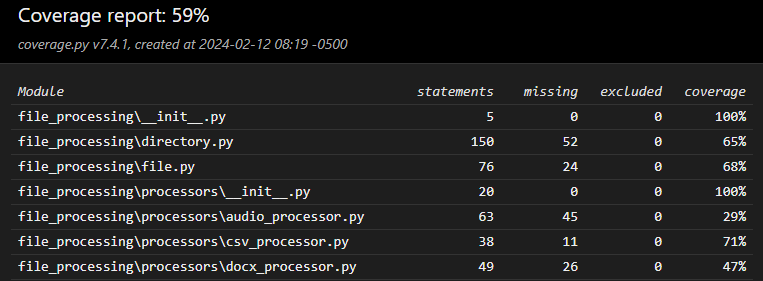 Coverage report: 59%
coverage.py v7.4.1, created at 2024-02-12 08:19 -0500
Module statements missing excluded coverage
file_processing\__init__.py 5 0 0 100%
file_processing\directory.py 150 52 0 65%
file_processing\file.py 76 24 0 68%
file_processing\processors\__init__.py 20 0 0 100%
file_processing\processors\audio_processor.py 63 45 0 29%
file_processing\processors\csv_processor.py 38 11 0 71%
file_processing\processors\docx_processor.py 49 26 0 47%